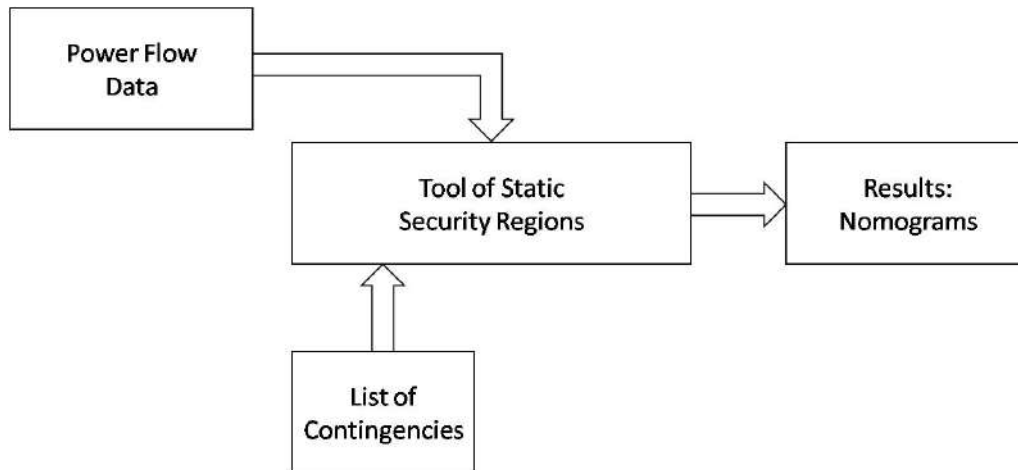 Power Flow
Data
Tool of Static
Security Regions
Results:
Nomograms
List of
Contingencies